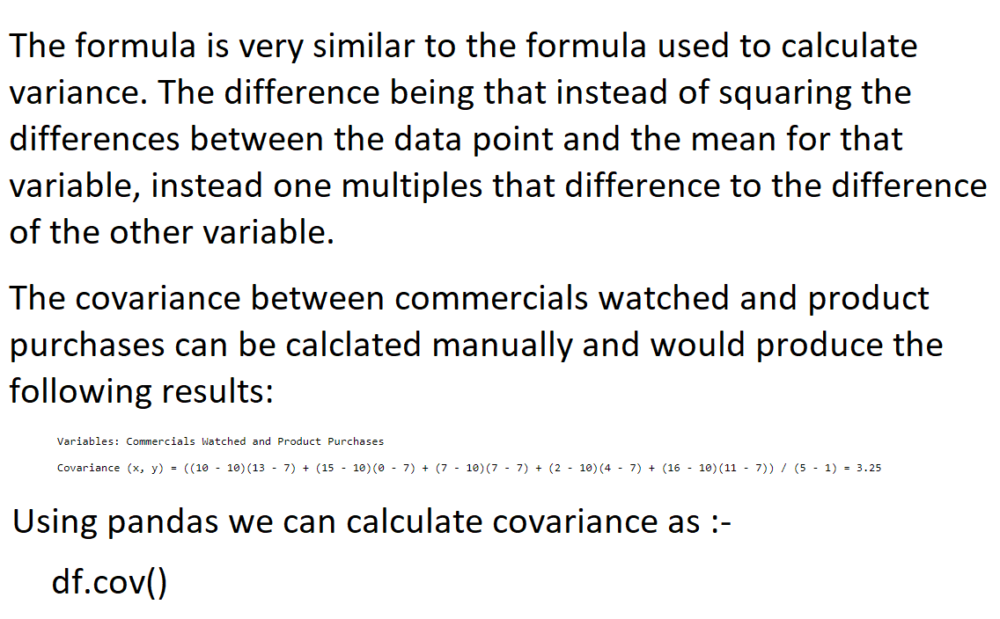 The formula is very similar to the formula used to calculate
variance. The difference being that instead of squaring the
differences between the data point and the mean for that
variable, instead one multiples that difference to the difference
of the other variable.
The covariance between commercials watched and product
purchases can be calclated manually and would produce the
following results:
Variables: Commercials Watched and Product Purchases
Covariance (x, y) = ((10 - 10)(13 - 7) + (15 - 10)(0 - 7) + (7 - 10)(7 - 7) + (2 - 10)(4 - 7) + (16 - 10)(11 - 7)) / (5 - 1) = 3.25
Using pandas we can calculate covariance as :-
df.cov()